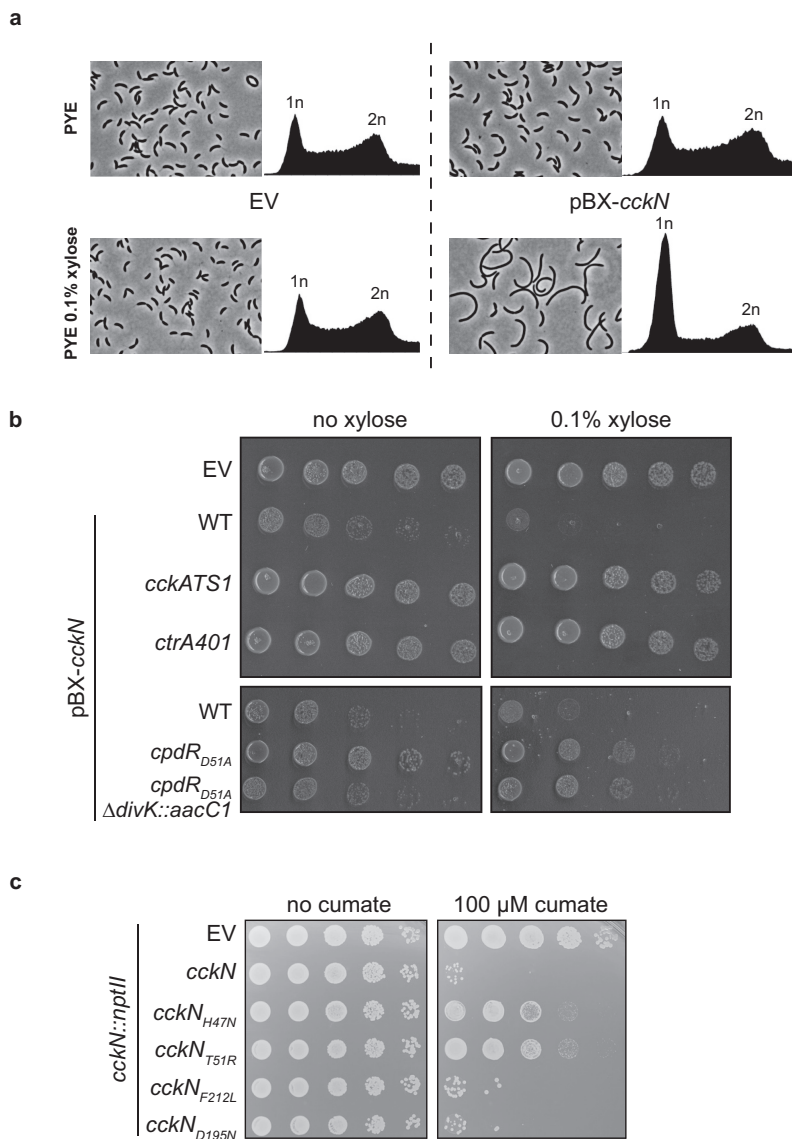 a
PYE
1n
2n
1n
2n
EV
pBX-cckN
PYE 0.1% xylose
1n
2n
1n
2n
b
no xylose
0.1% xylose
pBX-cckN
EV
WT
cckATS1
ctrA401
WT
cpdR D51A
cpdR D51A
ΔdivK::aacC1
c
no cumate
100 µM cumate
cckN::nptII
EV
cckN
cckN H47N
cckN T51R
cckN F212L
cckN D195N